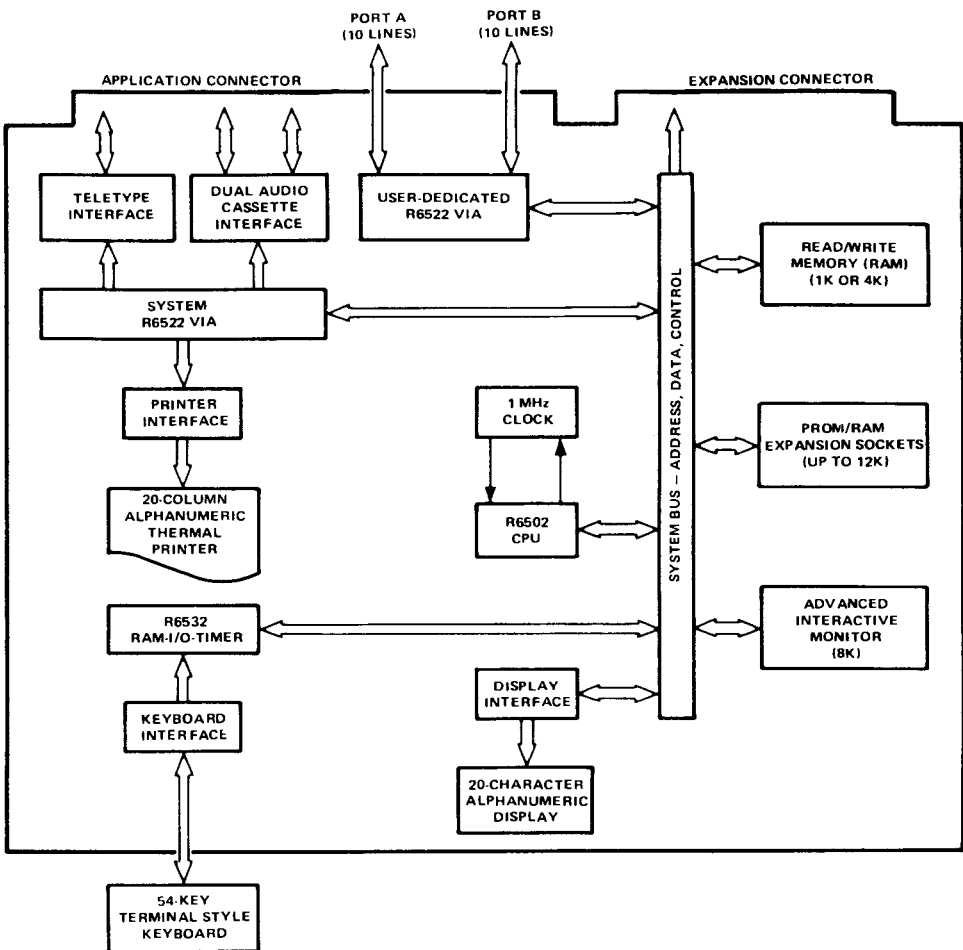 PORT A
(10 LINES)
PORT B
(10 LINES)
APPLICATION CONNECTOR
EXPANSION CONNECTOR
TELETYPE
INTERFACE
DUAL AUDIO
CASSETTE
INTERFACE
USER-DEDICATED
R6522 VIA
READ/WRITE
MEMORY (RAM)
(1K OR 4K)
SYSTEM
R6522 VIA
SYSTEM BUS – ADDRESS, DATA, CONTROL
PRINTER
INTERFACE
1 MHz
CLOCK
PROM/RAM
EXPANSION SOCKETS
(UP TO 12K)
20-COLUMN
ALPHANUMERIC
THERMAL
PRINTER
R6502
CPU
R6532
RAM-I/O-TIMER
ADVANCED
INTERACTIVE
MONITOR
(8K)
DISPLAY
INTERFACE
KEYBOARD
INTERFACE
20-CHARACTER
ALPHANUMERIC
DISPLAY
54-KEY
TERMINAL STYLE
KEYBOARD